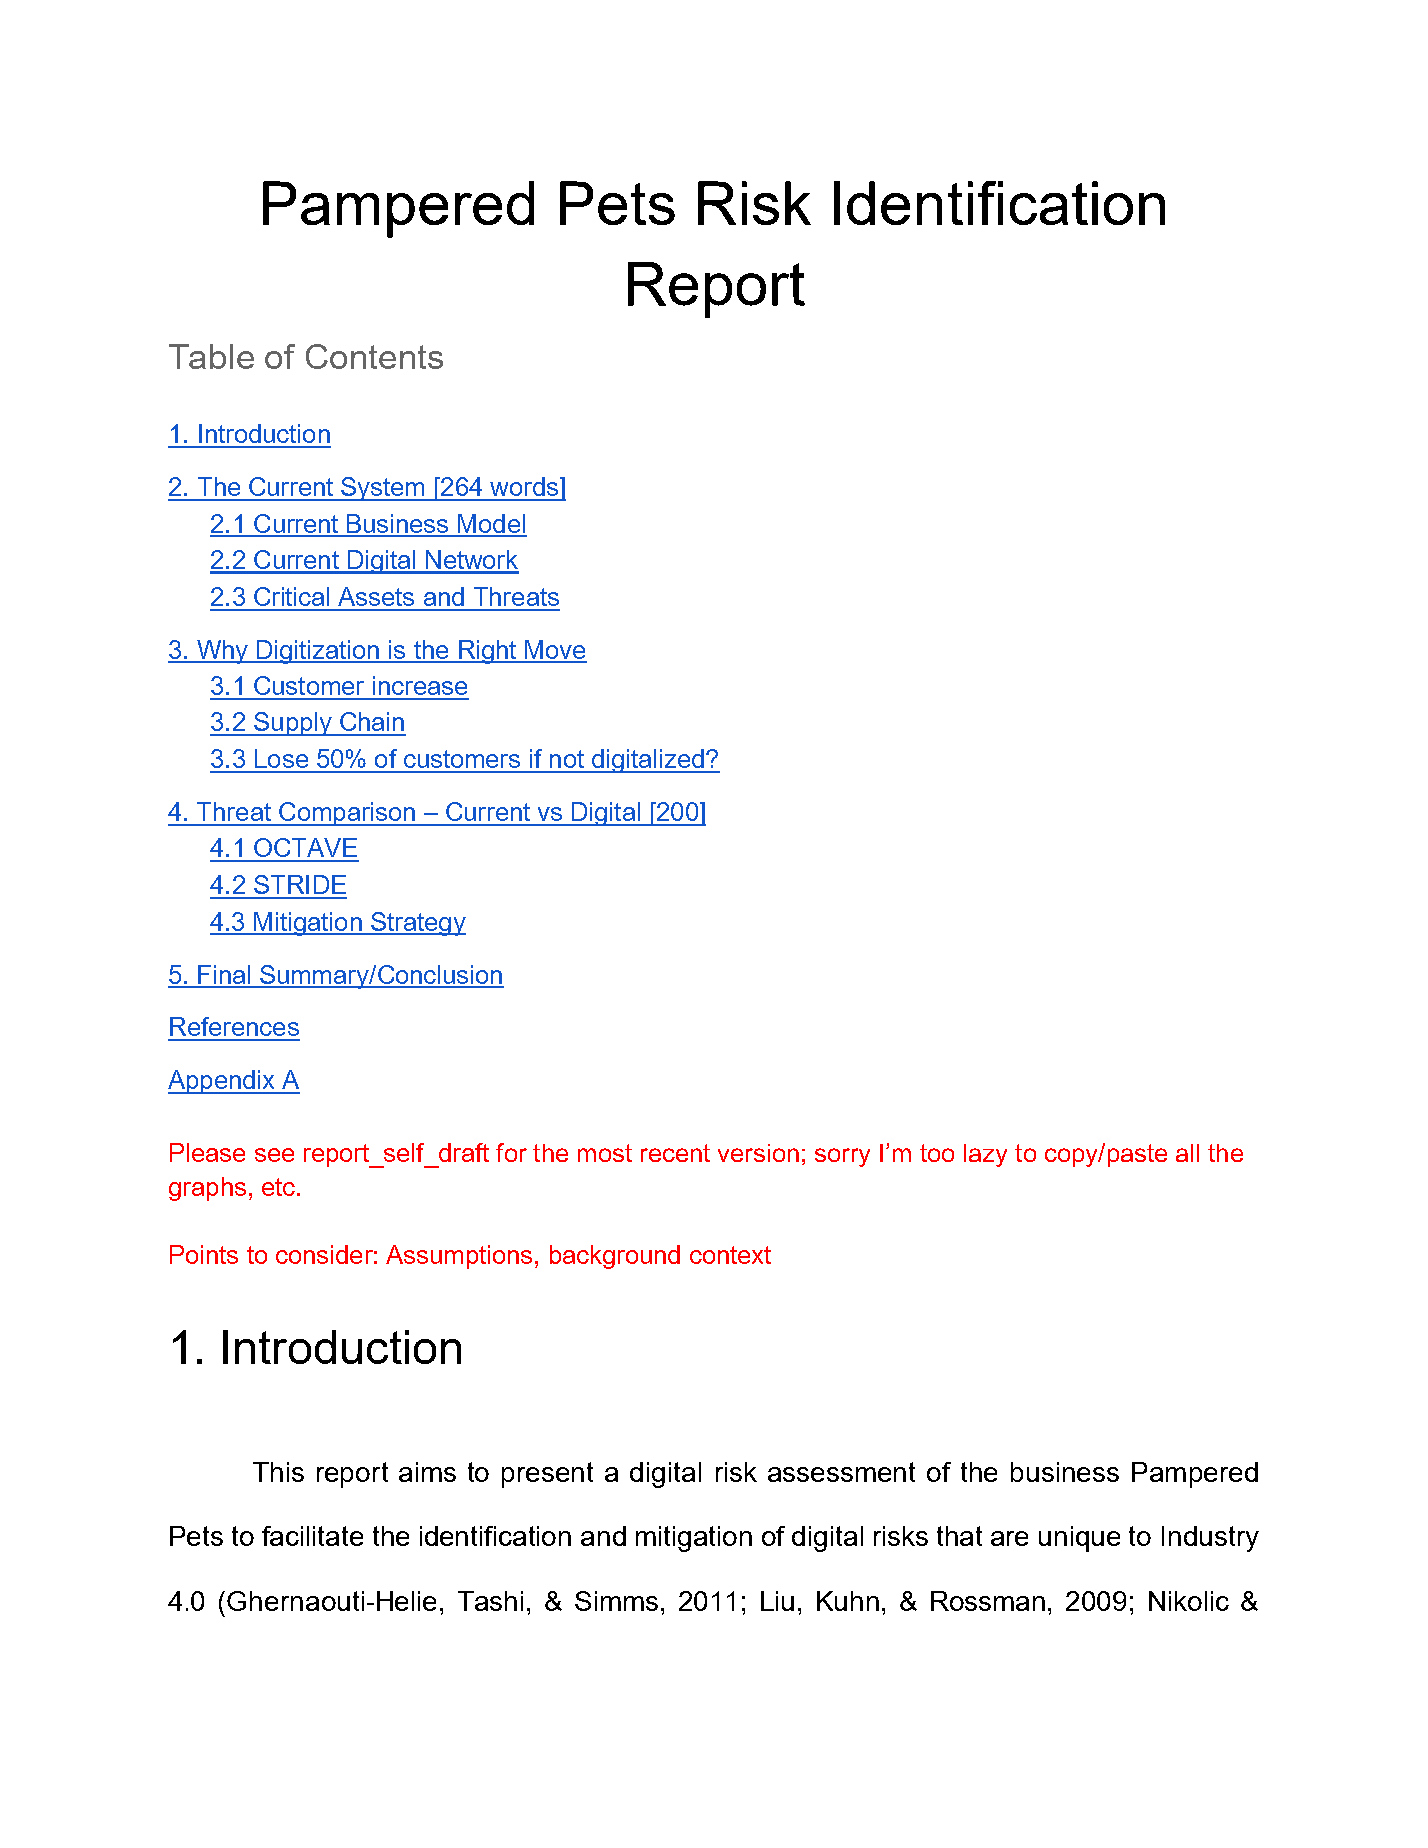 Pampered Pets Risk Identification
Report
Table of Contents
1. Introduction
2. The Current System [264 words]
2.1 Current Business Model
2.2 Current Digital Network
2.3 Critical Assets and Threats
3. Why Digitization is the Right Move
3.1 Customer increase
3.2 Supply Chain
3.3 Lose 50% of customers if not digitalized?
4. Threat Comparison – Current vs Digital [200]
4.1 OCTAVE
4.2 STRIDE
4.3 Mitigation Strategy
5. Final Summary/Conclusion
References
Appendix A
Please see report_self_draft for the most recent version; sorry I’m too lazy to copy/paste all the
graphs, etc.
Points to consider: Assumptions, background context
1. Introduction
This report aims to present a digital risk assessment of the business Pampered
Pets to facilitate the identification and mitigation of digital risks that are unique to Industry
4.0 (Ghernaouti-Helie, Tashi, & Simms, 2011; Liu, Kuhn, & Rossman, 2009; Nikolic &